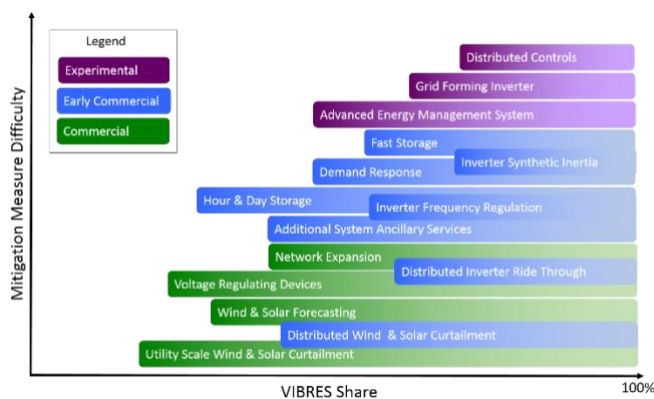 Legend
Experimental
Early Commercial
Commercial
Mitigation Measure Difficulty
Distributed Controls
Grid Forming Inverter
Advanced Energy Management System
Fast Storage
Inverter Synthetic Inertia
Demand Response
Hour & Day Storage
Inverter Frequency Regulation
Additional System Ancillary Services
Network Expansion
Distributed Inverter Ride Through
Voltage Regulating Devices
Wind & Solar Forecasting
Distributed Wind & Solar Curtailment
Utility Scale Wind & Solar Curtailment
VIBRES Share
100%